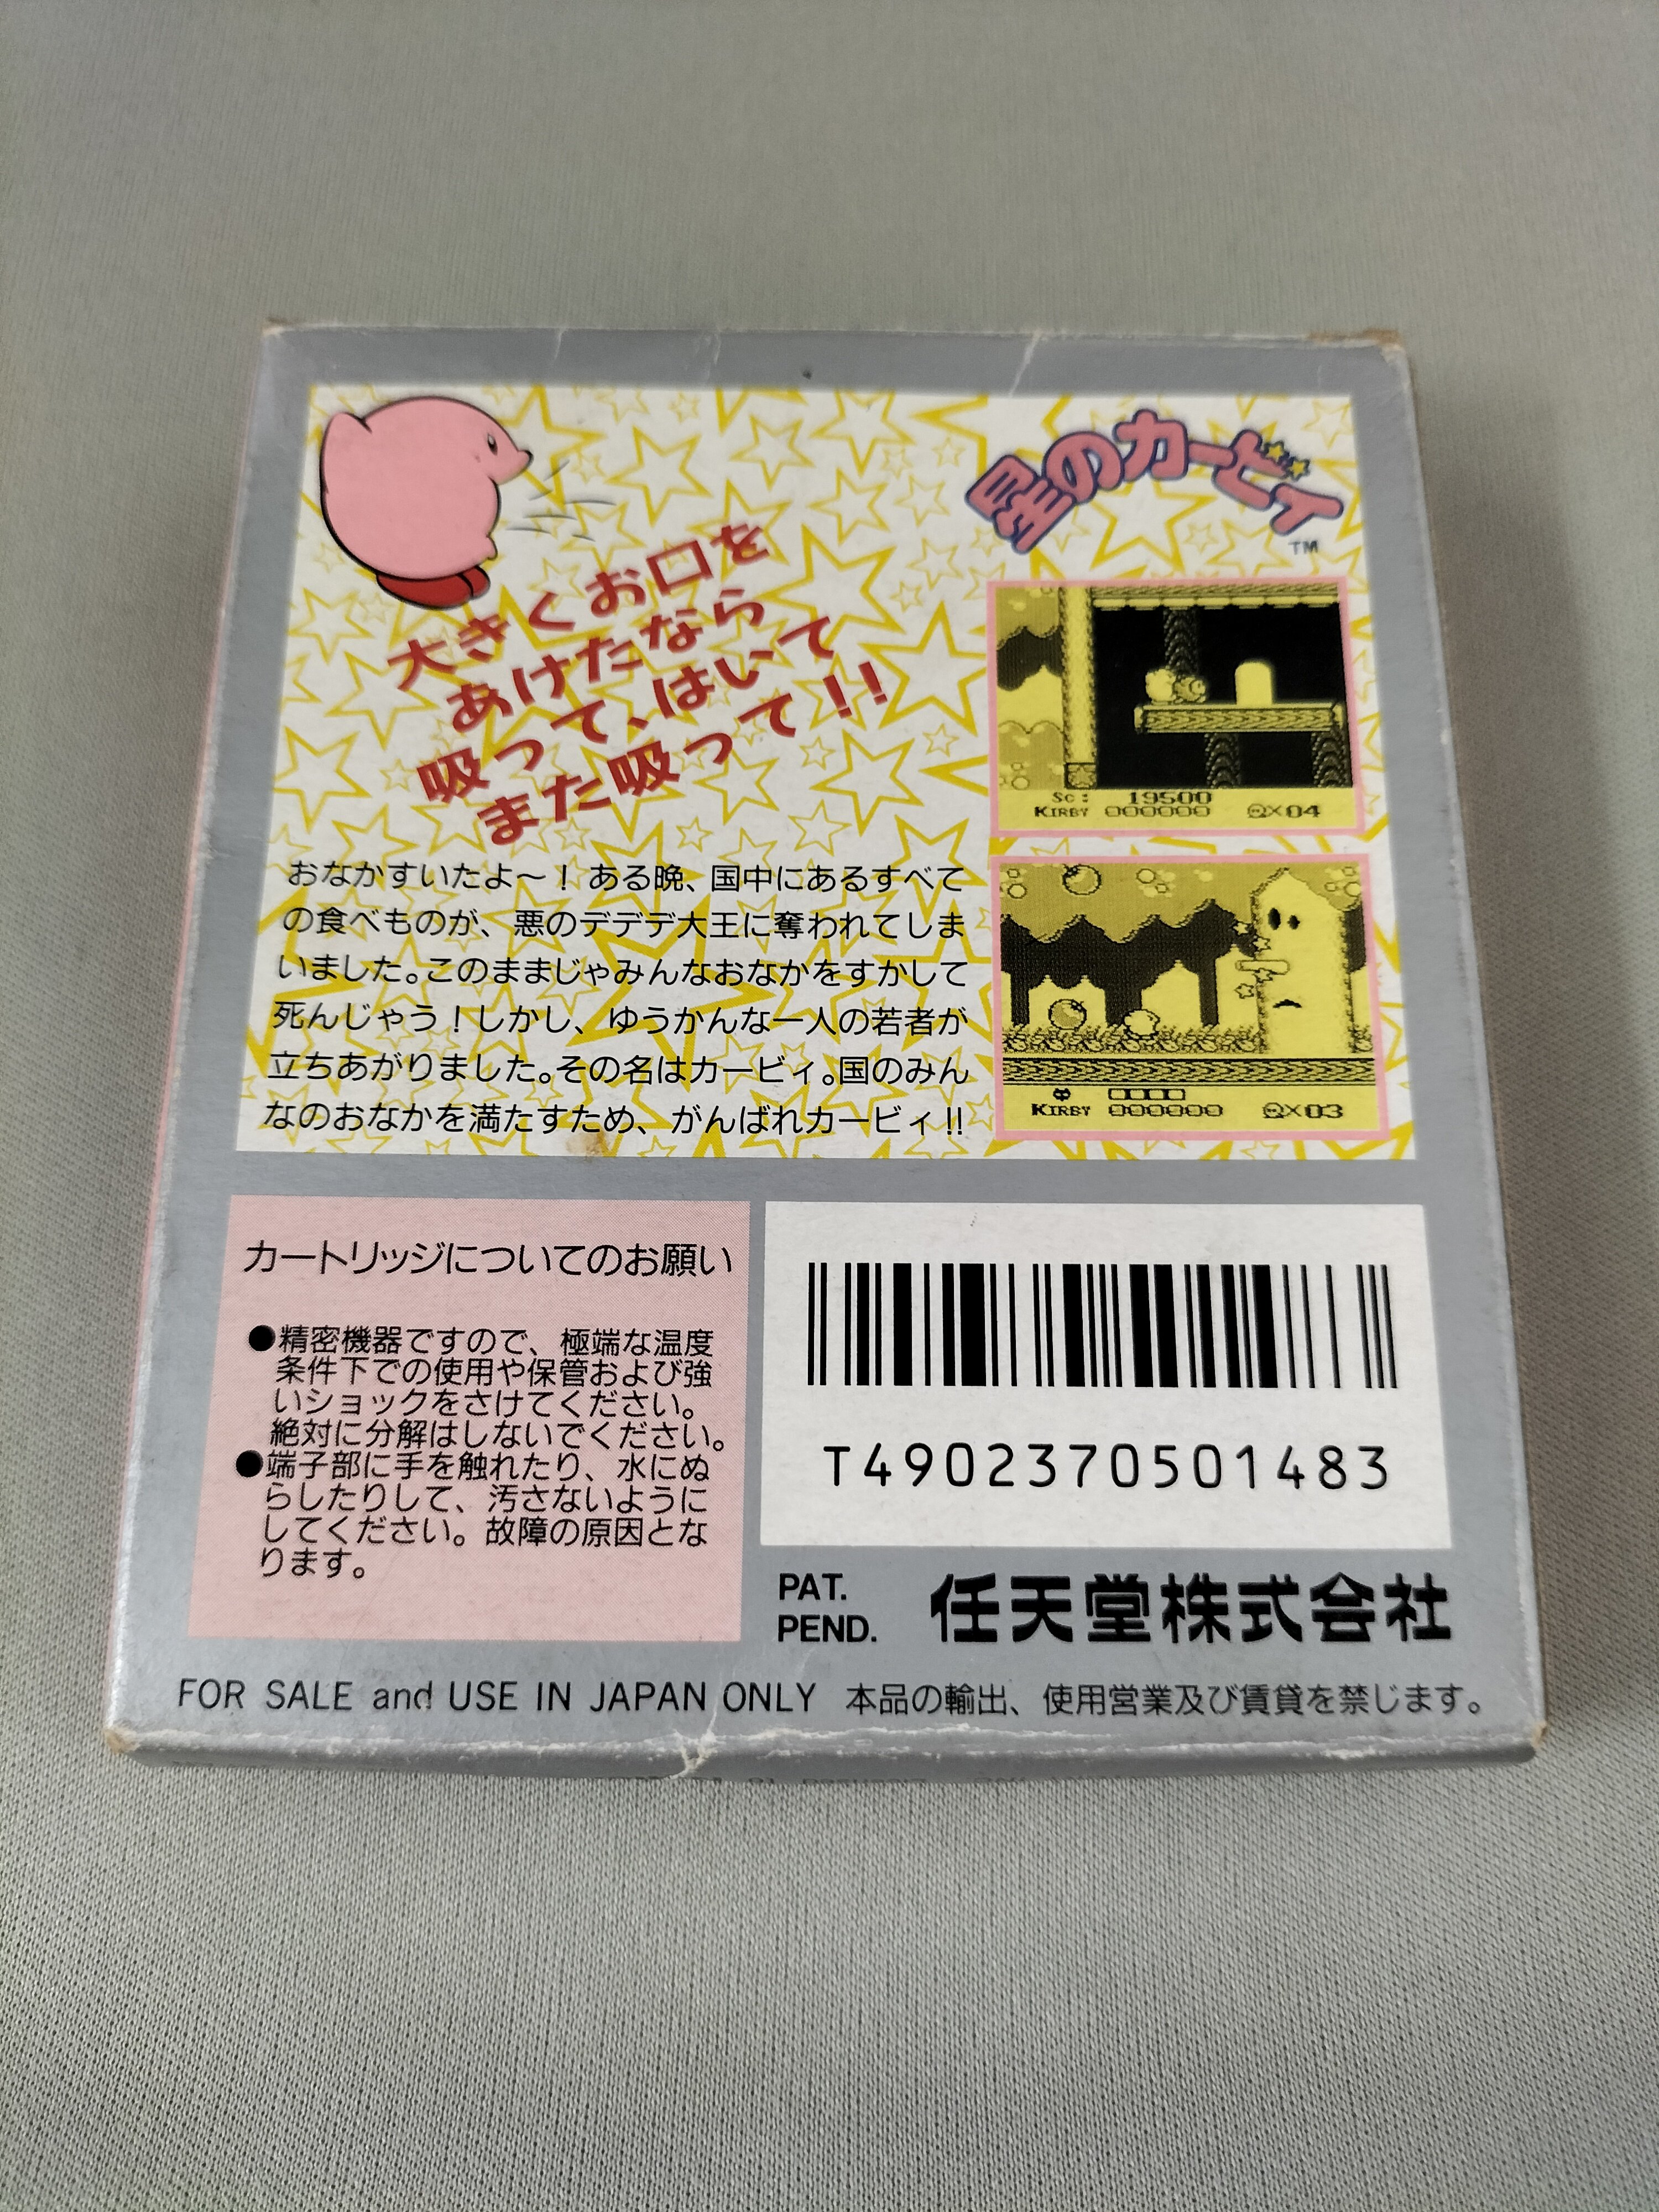 星のカービィ
TM
大きくお口を
あけたなら
吸って、はいて
また吸って!!
Sc: 19500
KIRBY 000000 ×04
おなかすいたよ〜！ ある晩、国中にあるすべて
の食べものが、悪のデデデ大王に奪われてしま
いました。このままじゃみんなおなかをすかして
死んじゃう！しかし、ゆうかんな一人の若者が
立ちあがりました。その名はカービィ。国のみん
なのおなかを満たすため、がんばれカービィ!!
KIRBY 000000 ×03
カートリッジについてのお願い
●精密機器ですので、極端な温度
条件下での使用や保管および強
いショックをさけてください。
絶対に分解はしないでください。
●端子部に手を触れたり、水にぬ
らしたりして、汚さないように
してください。故障の原因とな
ります。
T4902370501483
PAT.
PEND.
任天堂株式会社
FOR SALE and USE IN JAPAN ONLY 本品の輸出、使用営業及び賃貸を禁じます。